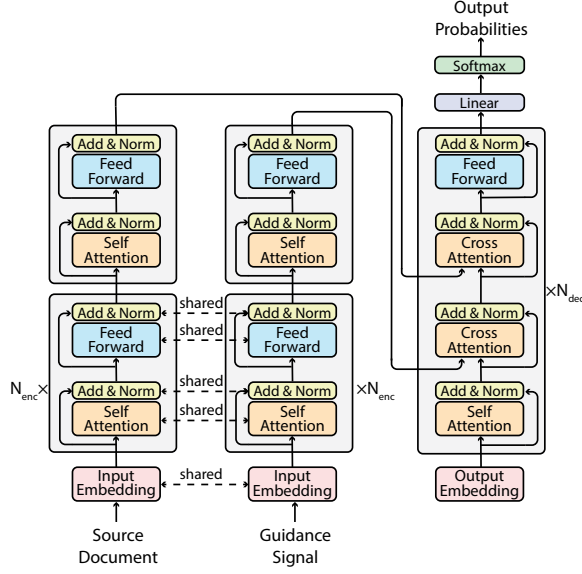 Output
Probabilities
Softmax
Linear
Add & Norm
Feed
Forward
Add & Norm
Self
Attention
Add & Norm
Feed
Forward
Add & Norm
Self
Attention
Add & Norm
Feed
Forward
Add & Norm
Cross
Attention
Add & Norm
Cross
Attention
Add & Norm
Self
Attention
×N dec
Add & Norm
Feed
Forward
Add & Norm
Self
Attention
N enc ×
shared
shared
shared
shared
Add & Norm
Feed
Forward
Add & Norm
Self
Attention
×N enc
Input
Embedding
shared
Input
Embedding
Output
Embedding
Source
Document
Guidance
Signal